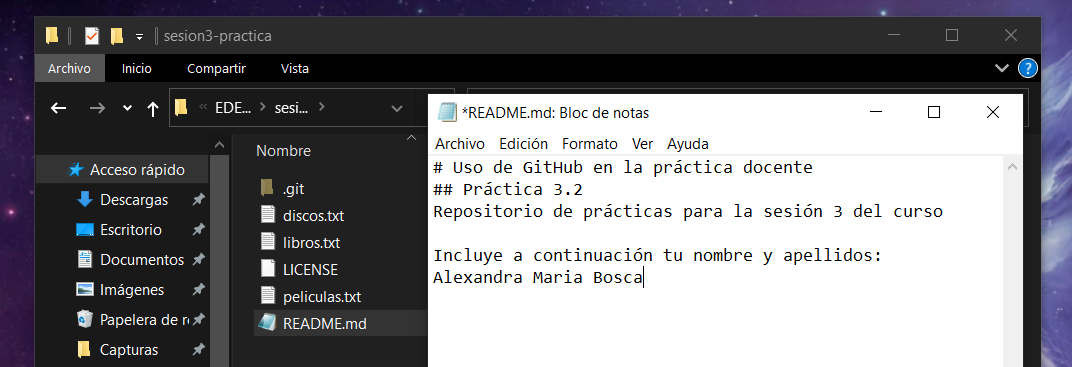 sesion3-practica
Archivo Inicio Compartir Vista
EDE... sesi...
Nombre
Acceso rápido
Descargas
Escritorio
Documentos
Imágenes
Papelera de r
Capturas
.git
discos.txt
libros.txt
LICENSE
peliculas.txt
README.md
*README.md: Bloc de notas
Archivo Edición Formato Ver Ayuda
# Uso de GitHub en la práctica docente
## Práctica 3.2
Repositorio de prácticas para la sesión 3 del curso
Incluye a continuación tu nombre y apellidos:
Alexandra Maria Bosca